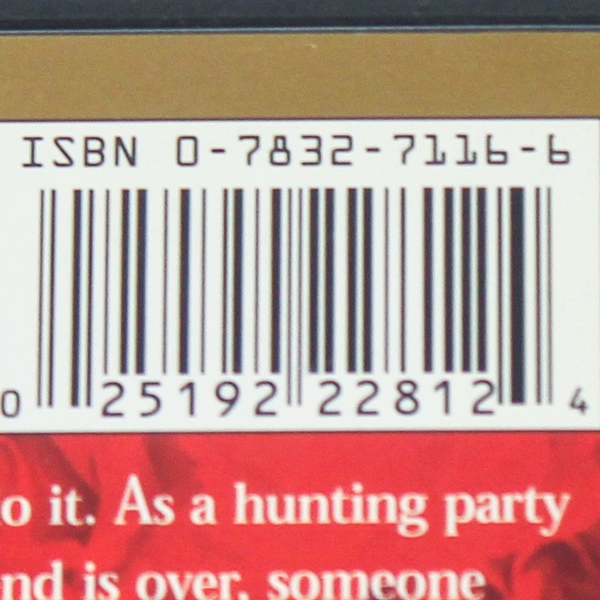 ISBN 0-7832-7116-6
0 25192 22812 4
o it. As a hunting party
nd is over, someone